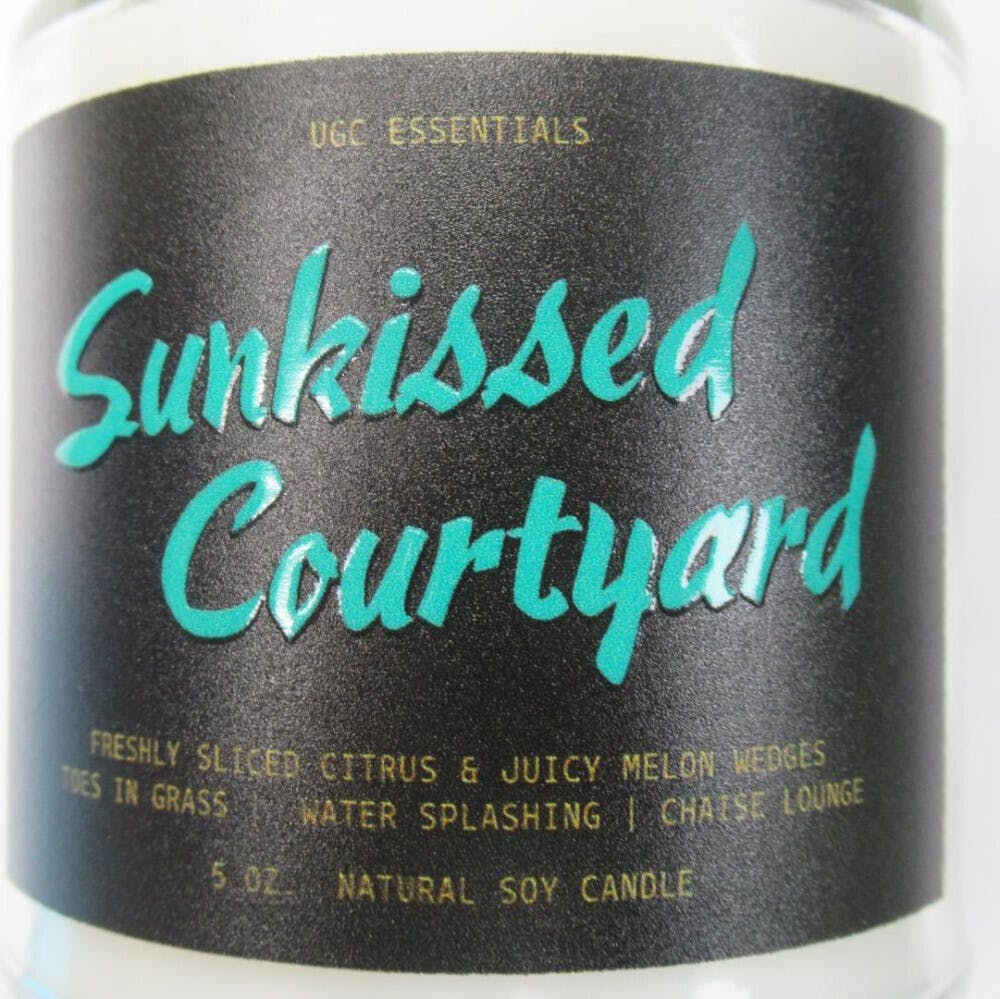 UGC ESSENTIALS
Sunkissed
Courtyard
FRESHLY SLICED CITRUS & JUICY MELON WEDGES
TOES IN GRASS | WATER SPLASHING | CHAISE LOUNGE
5 OZ. NATURAL SOY CANDLE